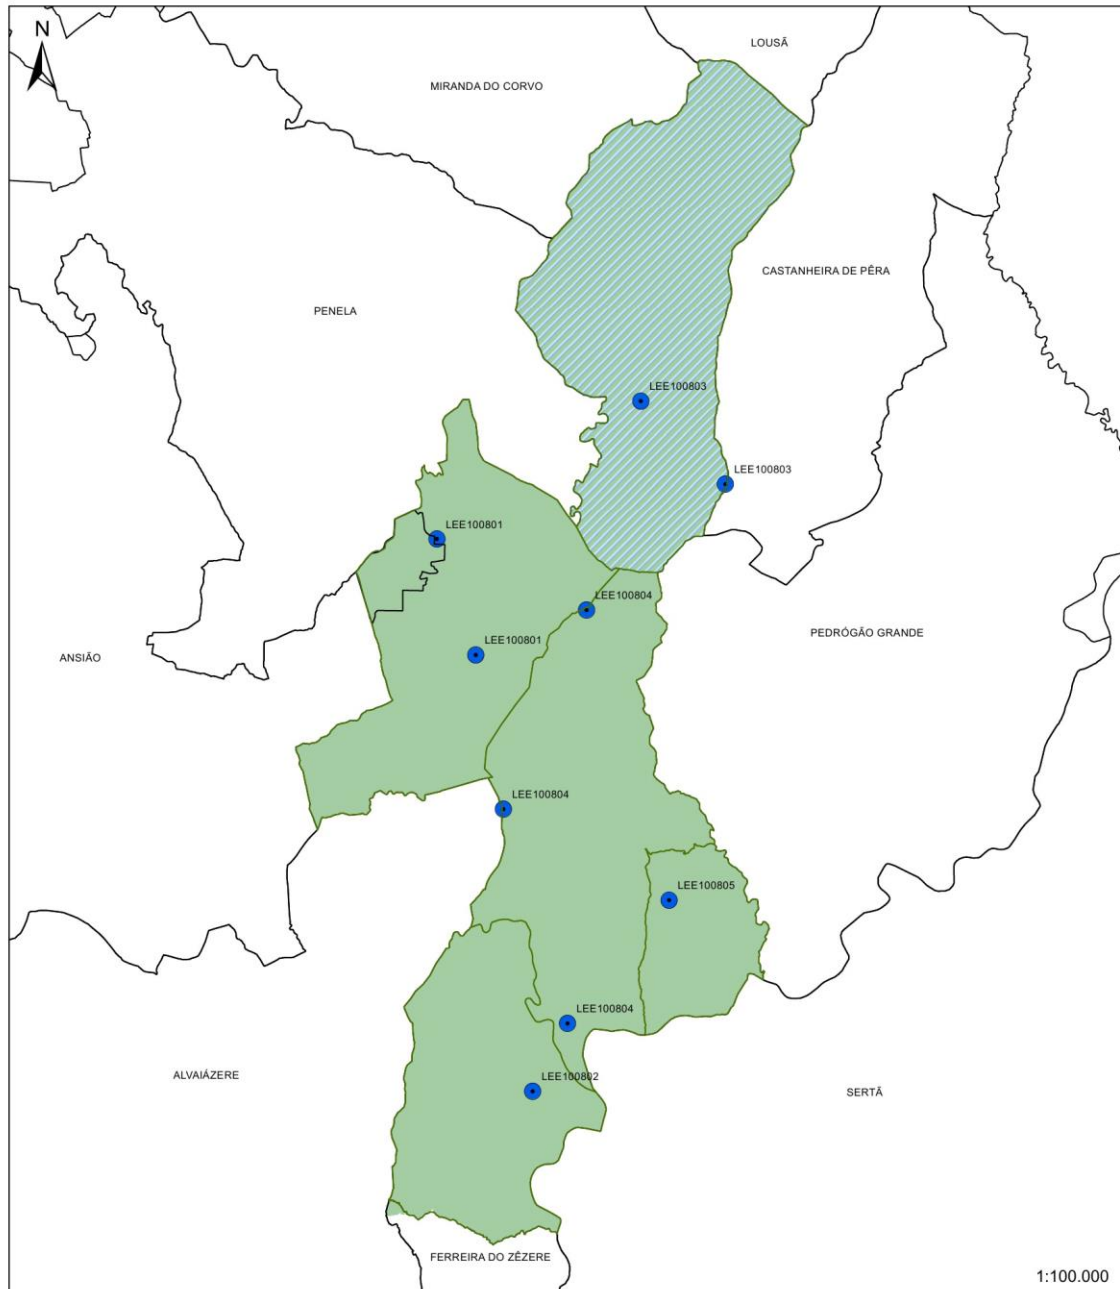 N
LOUSÃ
MIRANDA DO CORVO
CASTANHEIRA DE PÊRA
PENELA
LEE100803
LEE100803
LEE100801
LEE100804
PEDRÓGÃO GRANDE
LEE100801
ANSIÃO
LEE100804
LEE100805
LEE100804
ALVAIÁZERE
LEE100802
SERTÃ
FERREIRA DO ZÊZERE
1:100.000